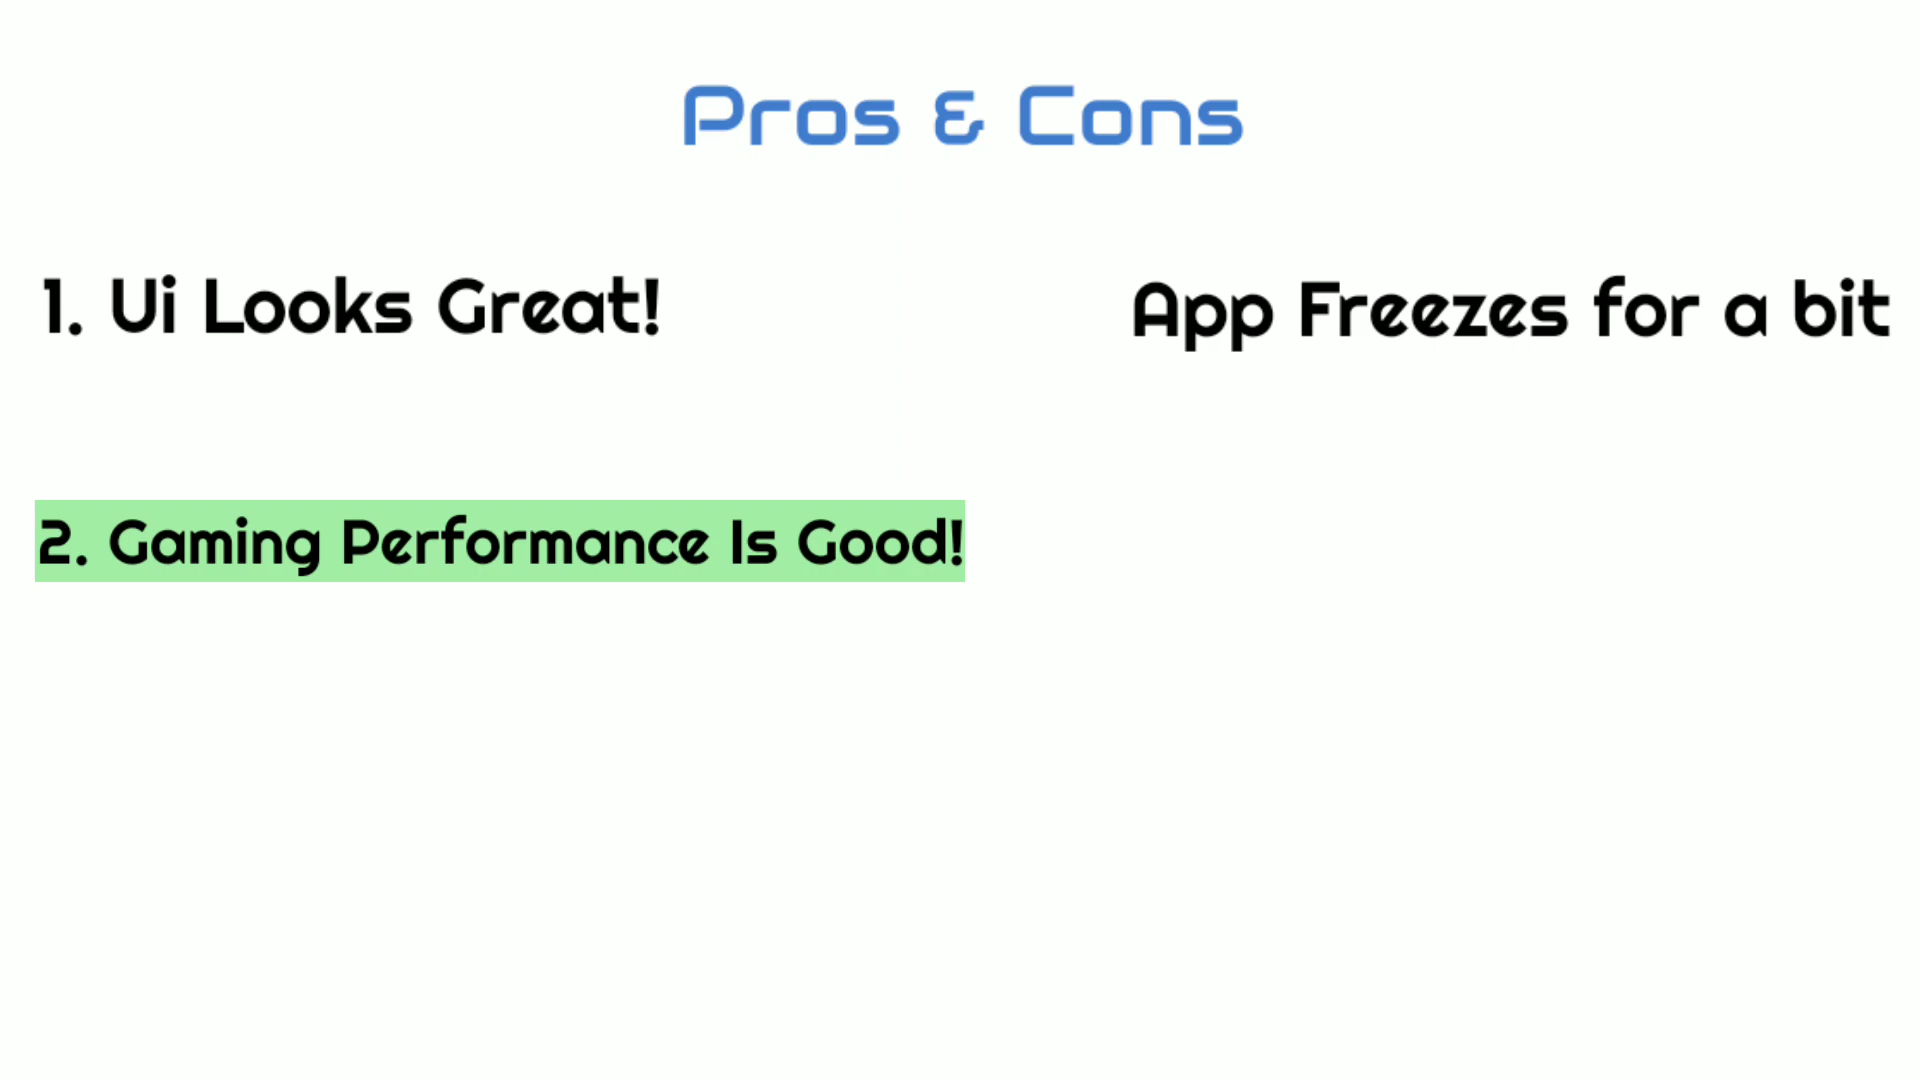 Pros & Cons
1. Ui Looks Great!
App Freezes for a bit
2. Gaming Performance Is Good!